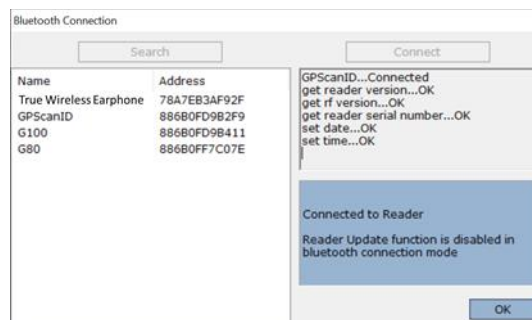 Bluetooth Connection
Search
Connect
Name Address
True Wireless Earphone 78A7EB3AF92F
GPScanID 886B0FD9B2F9
G100 886B0FD9B411
G80 886B0FF7C07E
GPScanID...Connected
get reader version...OK
get rf version...OK
get reader serial number...OK
set date...OK
set time...OK
Connected to Reader
Reader Update function is disabled in
bluetooth connection mode
OK